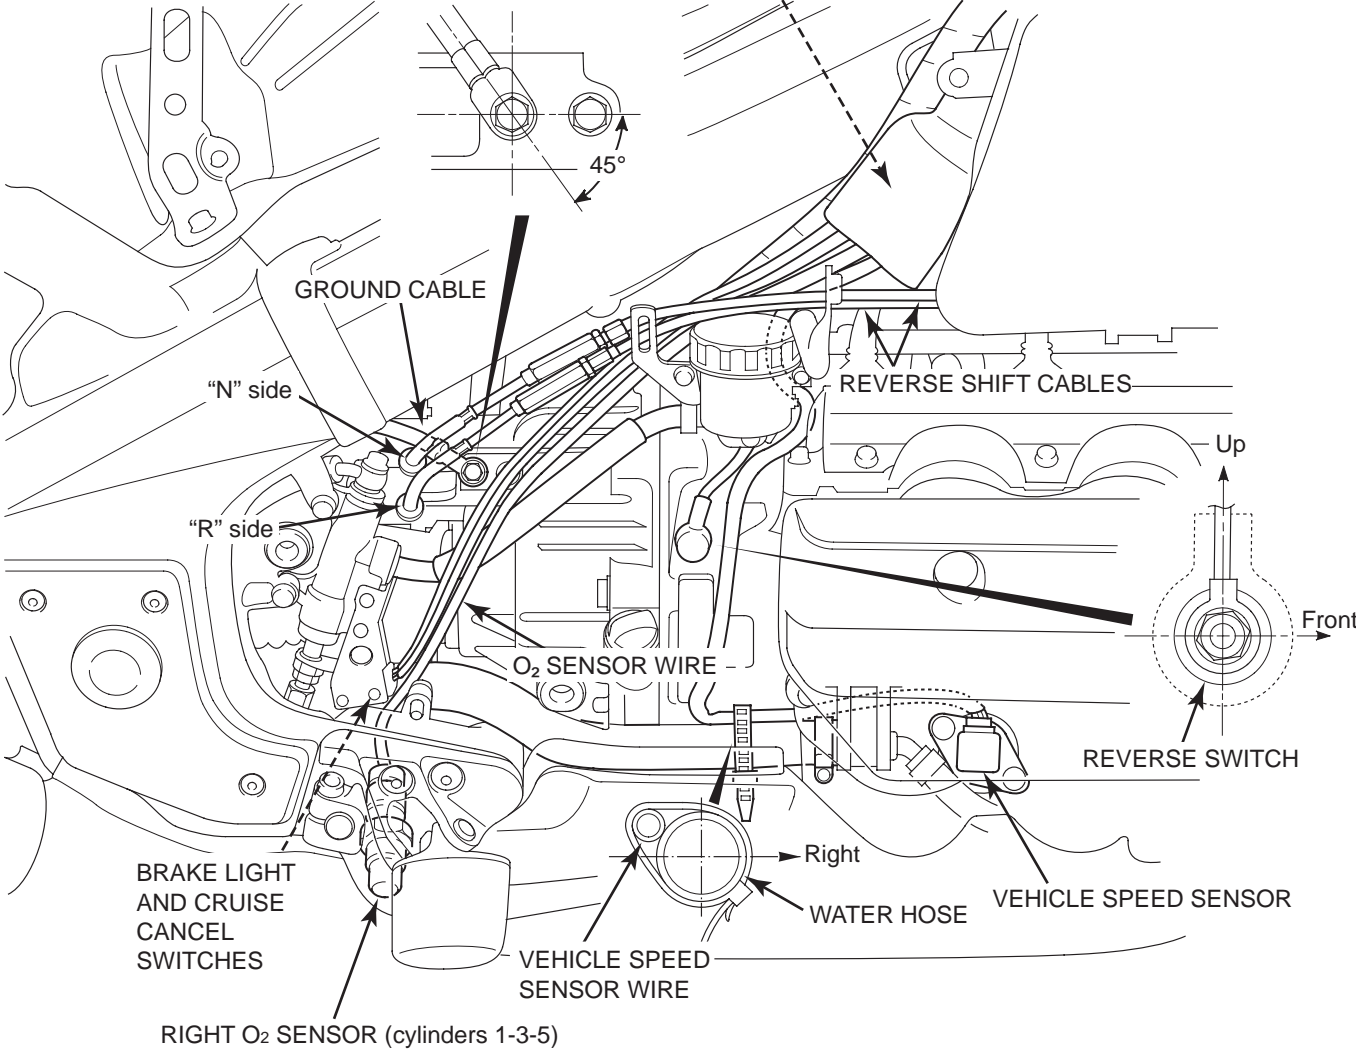 45°
GROUND CABLE
“N” side
REVERSE SHIFT CABLES
Up
“R” side
Front
O₂ SENSOR WIRE
REVERSE SWITCH
Right
BRAKE LIGHT
AND CRUISE
CANCEL
SWITCHES
VEHICLE SPEED SENSOR
WATER HOSE
VEHICLE SPEED
SENSOR WIRE
RIGHT O₂ SENSOR (cylinders 1-3-5)